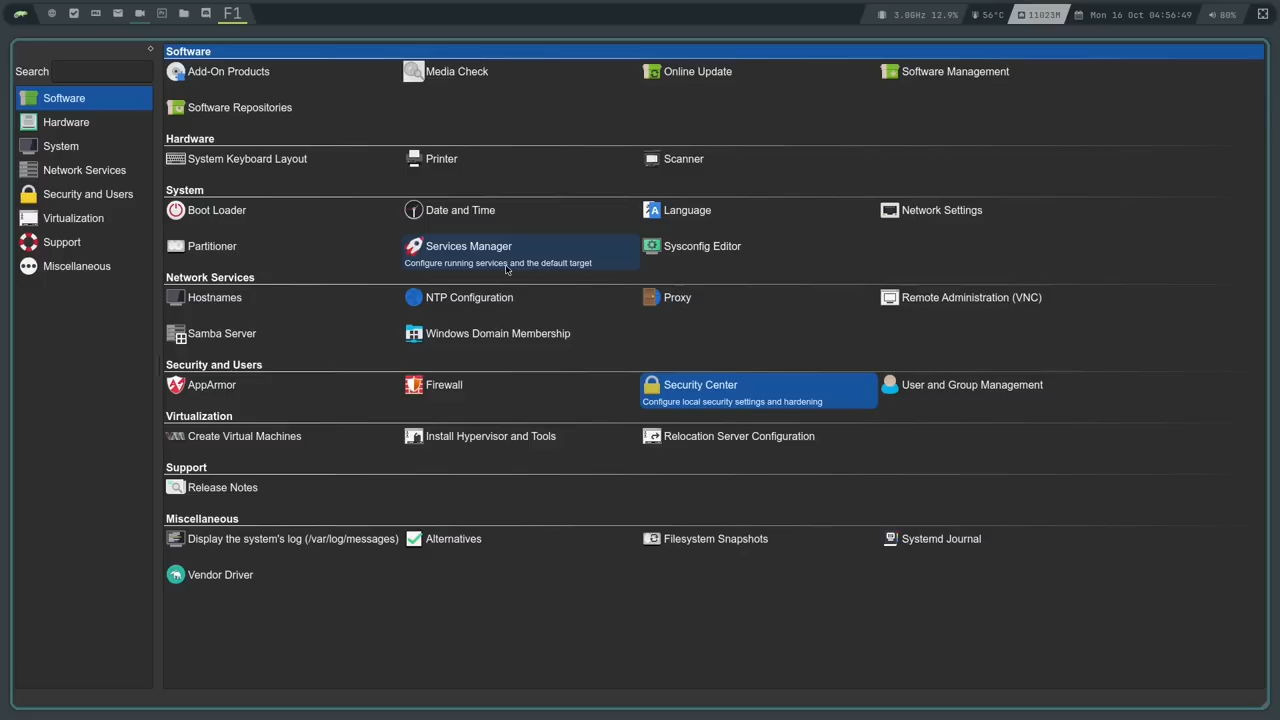 F1 3.0GHz 12.9% 56°C 11023M Mon 16 Oct 04:56:49 80%
Search
Software
Hardware
System
Network Services
Security and Users
Virtualization
Support
Miscellaneous
Software
Add-On Products Media Check Online Update Software Management
Software Repositories
Hardware
System Keyboard Layout Printer Scanner
System
Boot Loader Date and Time Language Network Settings
Partitioner Services Manager Sysconfig Editor
Configure running services and the default target
Network Services
Hostnames NTP Configuration Proxy Remote Administration (VNC)
Samba Server Windows Domain Membership
Security and Users
AppArmor Firewall Security Center User and Group Management
Configure local security settings and hardening
Virtualization
Create Virtual Machines Install Hypervisor and Tools Relocation Server Configuration
Support
Release Notes
Miscellaneous
Display the system's log (/var/log/messages) Alternatives Filesystem Snapshots Systemd Journal
Vendor Driver